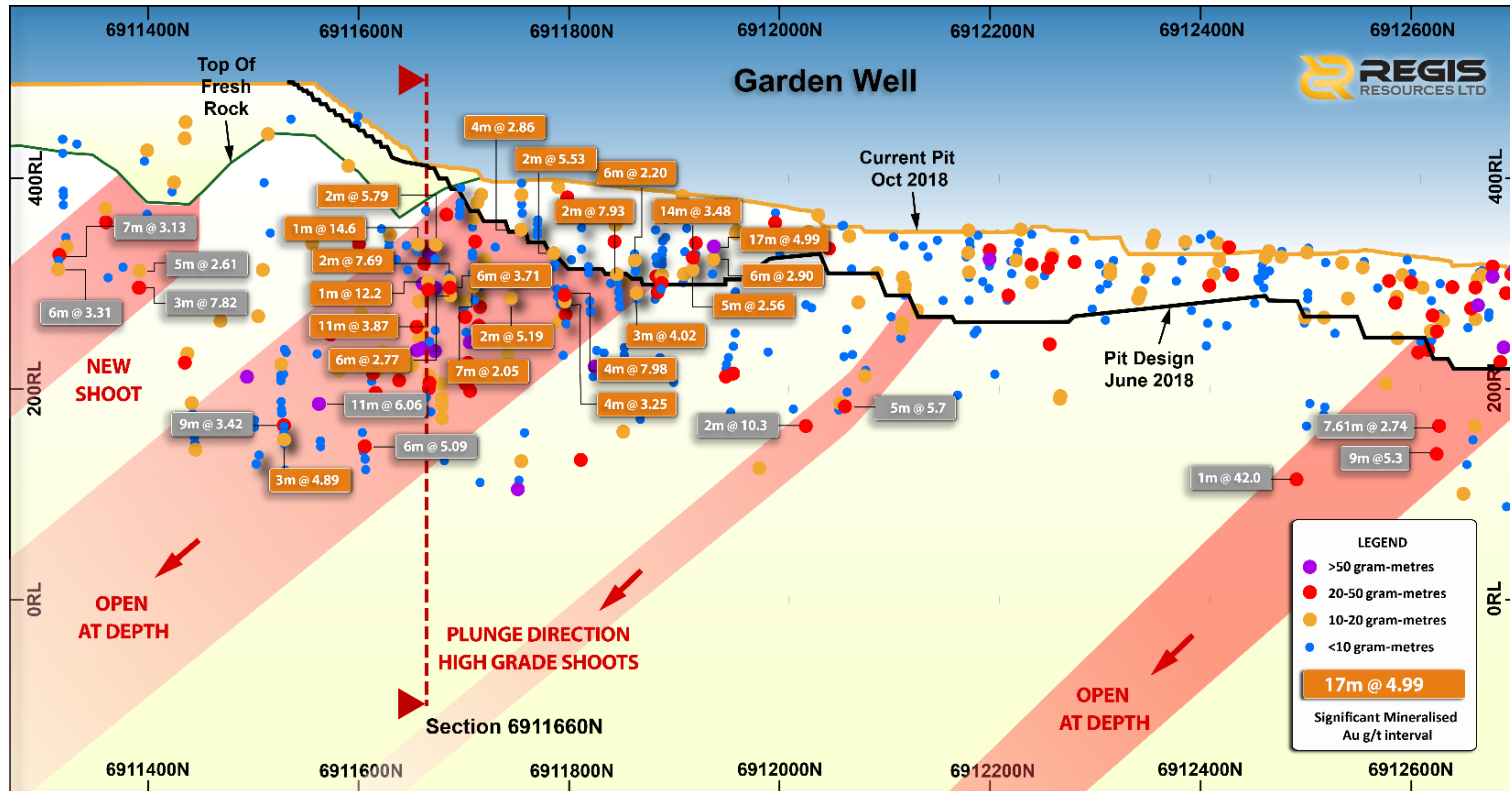 6911400N
6911600N
6911800N
6912000N
6912200N
6912400N
6912600N
Garden Well
REGIS
RESOURCES LTD
Top Of
Fresh
Rock
Current Pit
Oct 2018
400RL
400RL
4m @ 2.86
2m @ 5.53
6m @ 2.20
2m @ 5.79
2m @ 7.93
14m @ 3.48
7m @ 3.13
1m @ 14.6
17m @ 4.99
5m @ 2.61
2m @ 7.69
6m @ 3.71
6m @ 2.90
3m @ 7.82
1m @ 12.2
5m @ 2.56
6m @ 3.31
11m @ 3.87
2m @ 5.19
3m @ 4.02
6m @ 2.77
7m @ 2.05
4m @ 7.98
NEW
SHOOT
Pit Design
June 2018
200RL
200RL
11m @ 6.06
4m @ 3.25
5m @ 5.7
9m @ 3.42
2m @ 10.3
7.61m @ 2.74
6m @ 5.09
9m @5.3
3m @ 4.89
1m @ 42.0
0RL
0RL
OPEN
AT DEPTH
PLUNGE DIRECTION
HIGH GRADE SHOOTS
OPEN
AT DEPTH
Section 6911660N
LEGEND
>50 gram-metres
20-50 gram-metres
10-20 gram-metres
<10 gram-metres
17m @ 4.99
Significant Mineralised
Au g/t interval
6911400N
6911600N
6911800N
6912000N
6912200N
6912400N
6912600N